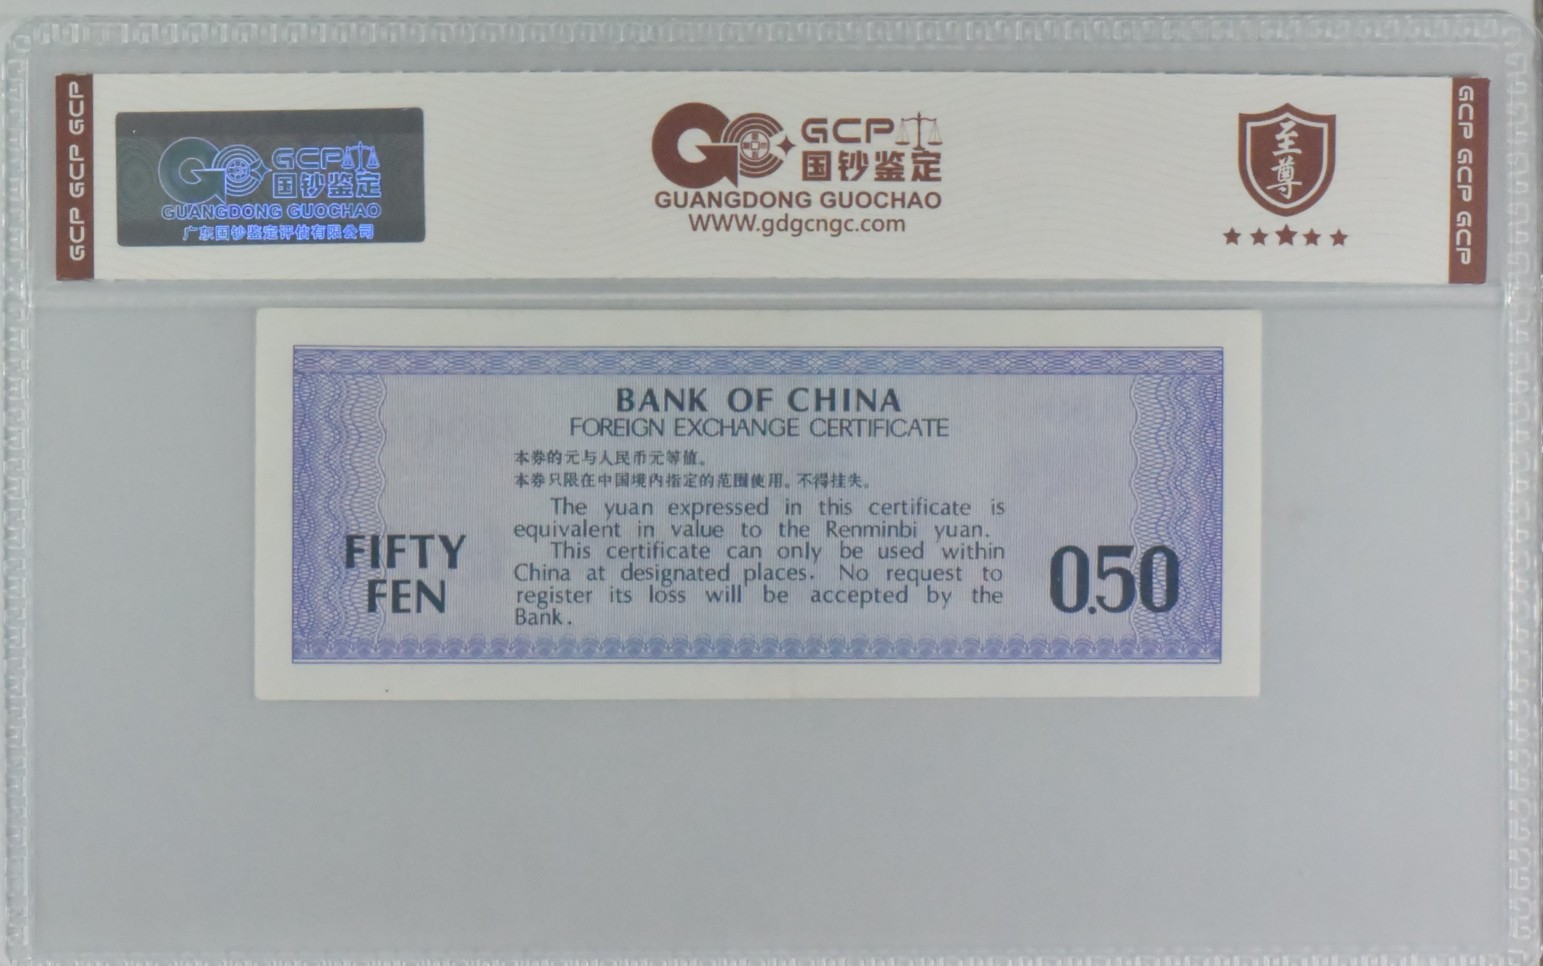 GCP GCP GCP
GCP
国钞鉴定
GUANGDONG GUOCHAO
广东国钞鉴定评估有限公司
GCP
国钞鉴定
GUANGDONG GUOCHAO
WWW.gdgcngc.com
至尊
GCP GCP GCP
BANK OF CHINA
FOREIGN EXCHANGE CERTIFICATE
本券的元与人民币元等值。
本券只限在中国境内指定的范围使用。不得挂失。
The yuan expressed in this certificate is
equivalent in value to the Renminbi yuan.
This certificate can only be used within
China at designated places. No request to
register its loss will be accepted by the
Bank.
FIFTY
FEN
0.50